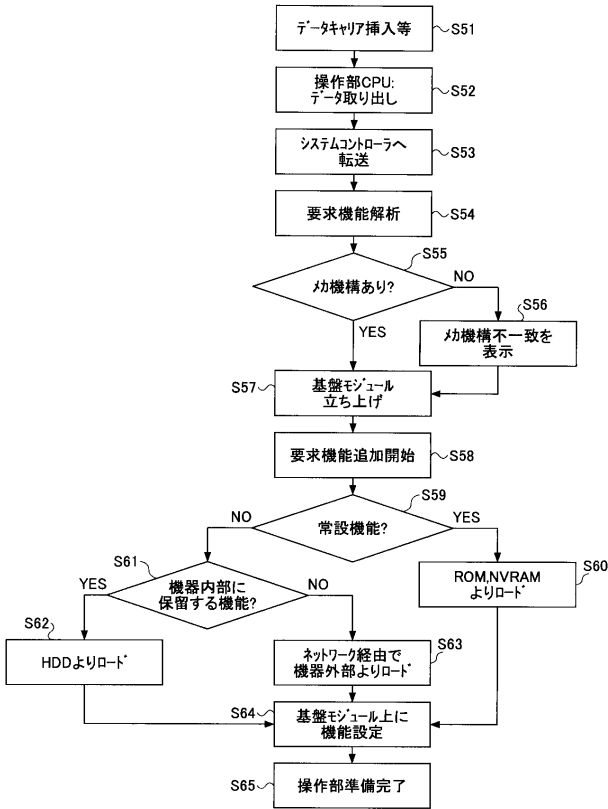 ﾃﾞｰﾀｷｬﾘｱ挿入等
S51
操作部CPU:
ﾃﾞｰﾀ取り出し
S52
ｼｽﾃﾑｺﾝﾄﾛｰﾗへ
転送
S53
要求機能解析
S54
S55
ﾒｶ機構あり?
NO
YES
S56
ﾒｶ機構不一致を
表示
S57
基盤ﾓｼﾞｭｰﾙ
立ち上げ
要求機能追加開始
S58
S59
常設機能?
NO
YES
S61
機器内部に
保留する機能?
YES
NO
ROM,NVRAM
よりﾛｰﾄﾞ
S60
S62
HDDよりﾛｰﾄﾞ
ﾈｯﾄﾜｰｸ経由で
機器外部よりﾛｰﾄﾞ
S63
S64
基盤ﾓｼﾞｭｰﾙ上に
機能設定
S65
操作部準備完了